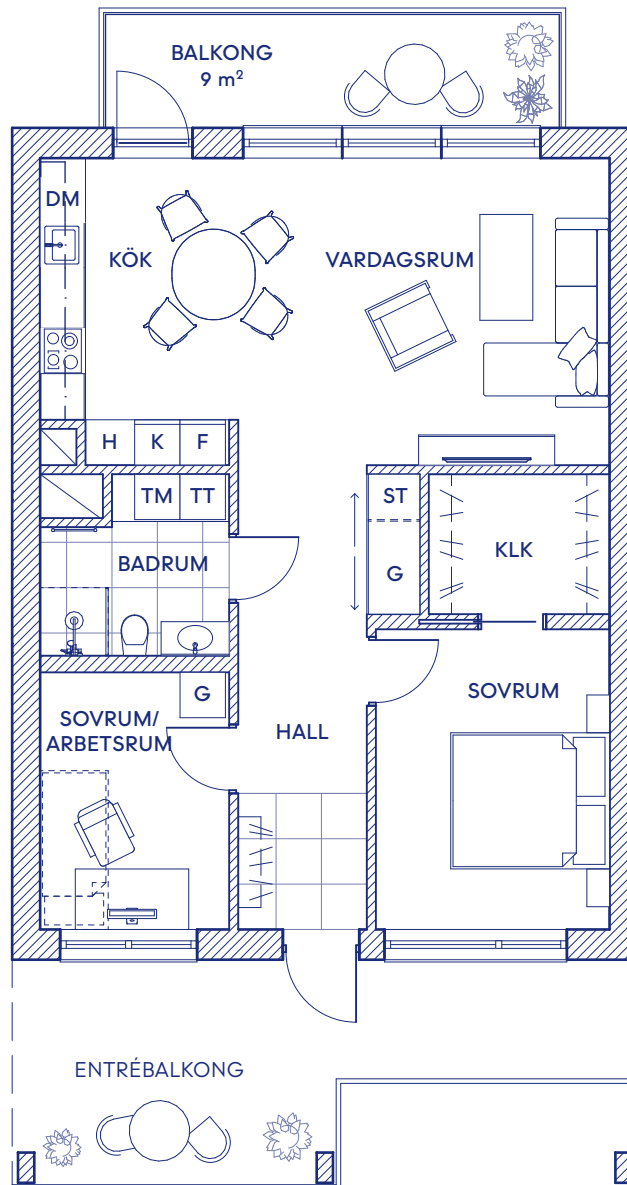 BALKONG
9 m²
DM
KÖK
VARDAGSRUM
H K F
TM TT
ST
KLK
BADRUM
G
G
SOVRUM
SOVRUM/
ARBETSRUM
HALL
ENTRÉBALKONG